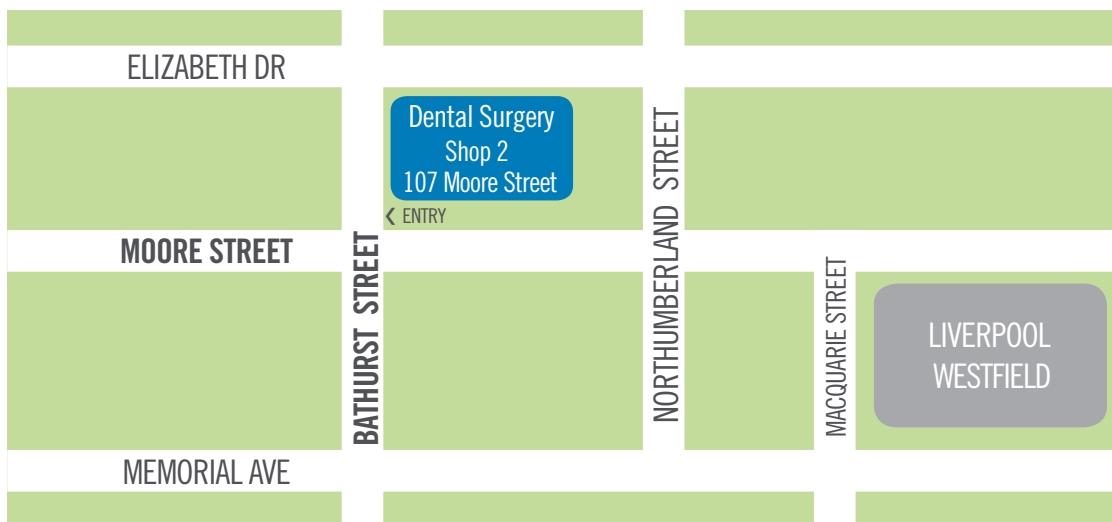 ELIZABETH DR
Dental Surgery
Shop 2
107 Moore Street
‹ ENTRY
MOORE STREET
BATHURST STREET
NORTHUMBERLAND STREET
MACQUARIE STREET
LIVERPOOL
WESTFIELD
MEMORIAL AVE